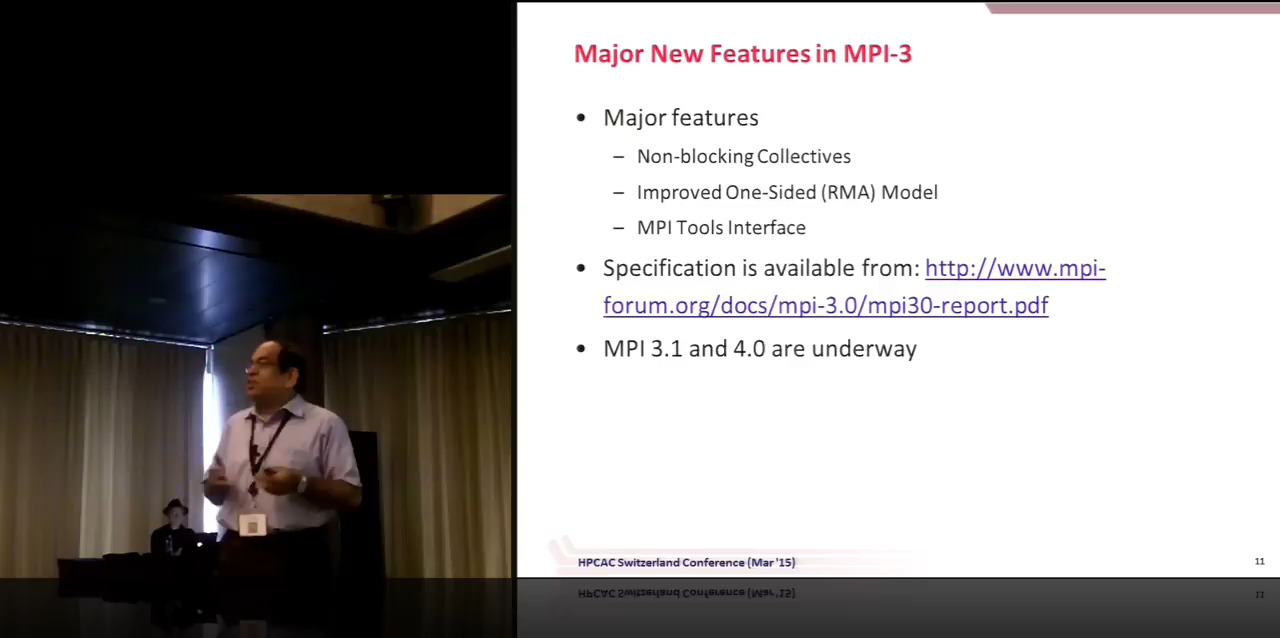 Major New Features in MPI-3
• Major features
– Non-blocking Collectives
– Improved One-Sided (RMA) Model
– MPI Tools Interface
• Specification is available from: http://www.mpi-
forum.org/docs/mpi-3.0/mpi30-report.pdf
• MPI 3.1 and 4.0 are underway
HPCAC Switzerland Conference (Mar '15)
11